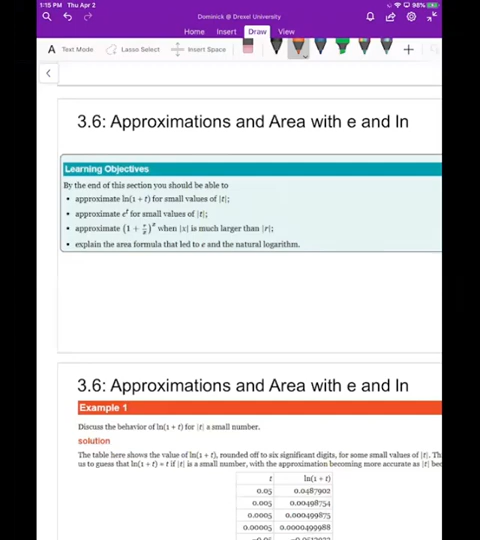 1:15 PM Thu Apr 2
98%
Dominick @ Drexel University
Home Insert Draw View
A Text Mode Lasso Select Insert Space
3.6: Approximations and Area with e and ln
Learning Objectives
By the end of this section you should be able to
• approximate ln(1 + t) for small values of |t|;
• approximate eᵗ for small values of |t|;
• approximate (1 + r/x)ˣ when |x| is much larger than |r|;
• explain the area formula that led to e and the natural logarithm.
3.6: Approximations and Area with e and ln
Example 1
Discuss the behavior of ln(1 + t) for |t| a small number.
solution
The table here shows the value of ln(1 + t), rounded off to six significant digits, for some small values of |t|. Th
us to guess that ln(1 + t) ≈ t if |t| is a small number, with the approximation becoming more accurate as |t| bec
t ln(1 + t)
0.05 0.0487902
0.005 0.00498754
0.0005 0.000499875
0.00005 0.0000499988